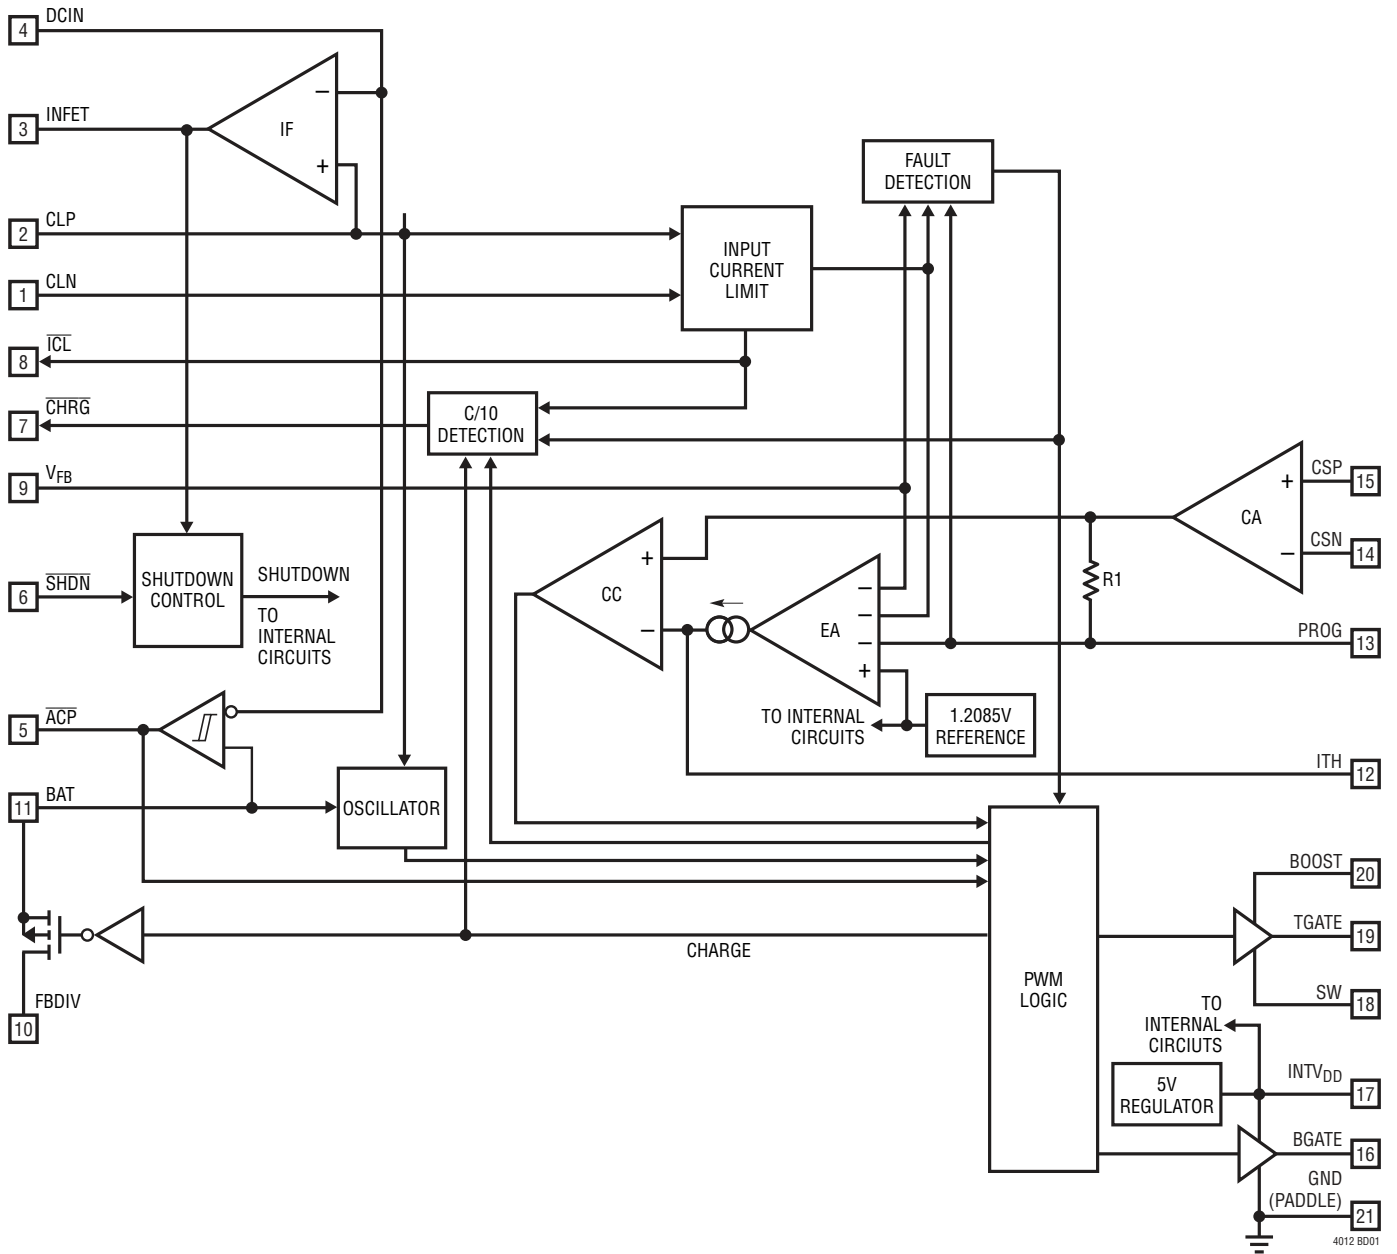 4 DCIN
3 INFET
IF
−
+
2 CLP
1 CLN
8 ICL
7 CHRG
9 VFB
6 SHDN
5 ACP
11 BAT
10 FBDIV
INPUT
CURRENT
LIMIT
FAULT
DETECTION
C/10
DETECTION
SHUTDOWN
CONTROL
SHUTDOWN
TO
INTERNAL
CIRCUITS
OSCILLATOR
CC
+
−
EA
−
−
−
+
CA
+
−
R1
TO INTERNAL
CIRCUITS
1.2085V
REFERENCE
CHARGE
PWM
LOGIC
TO
INTERNAL
CIRCIUTS
5V
REGULATOR
CSP 15
CSN 14
PROG 13
ITH 12
BOOST 20
TGATE 19
SW 18
INTVDD 17
BGATE 16
GND
(PADDLE) 21
4012 BD01